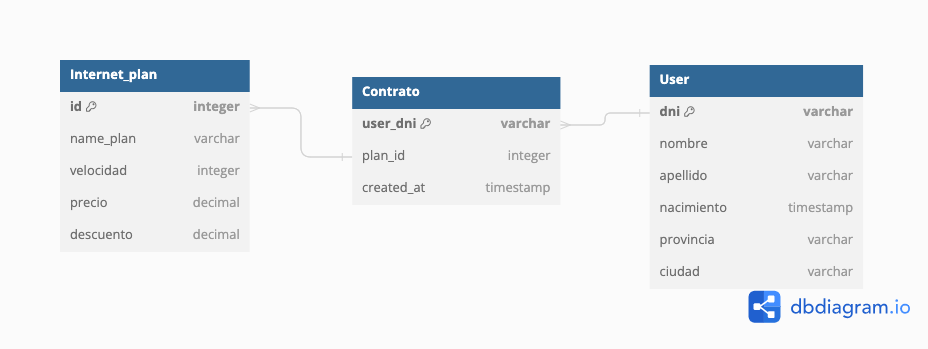 Internet_plan
id integer
name_plan varchar
velocidad integer
precio decimal
descuento decimal
Contrato
user_dni varchar
plan_id integer
created_at timestamp
User
dni varchar
nombre varchar
apellido varchar
nacimiento timestamp
provincia varchar
ciudad varchar
dbdiagram.io